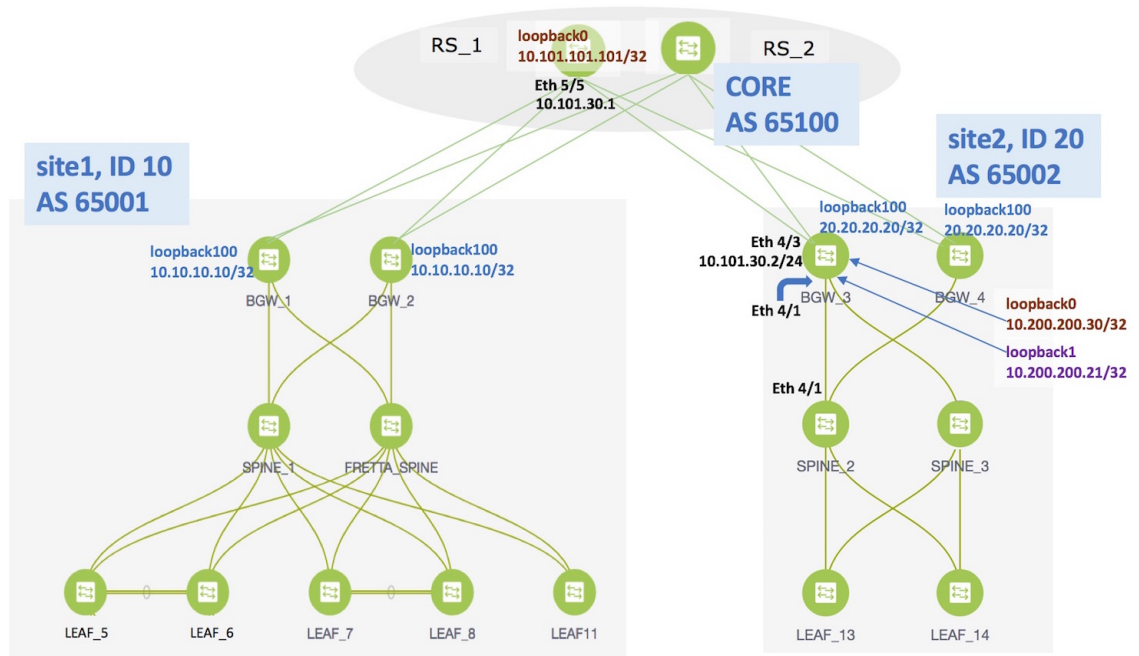 RS_1
loopback0
10.101.101.101/32
RS_2
Eth 5/5
10.101.30.1
CORE
AS 65100
site1, ID 10
AS 65001
site2, ID 20
AS 65002
loopback100
10.10.10.10/32
loopback100
10.10.10.10/32
loopback100
20.20.20.20/32
loopback100
20.20.20.20/32
Eth 4/3
10.101.30.2/24
BGW_1
BGW_2
BGW_3
BGW_4
Eth 4/1
loopback0
10.200.200.30/32
loopback1
10.200.200.21/32
Eth 4/1
SPINE_1
FRETTA_SPINE
SPINE_2
SPINE_3
LEAF_5
LEAF_6
LEAF_7
LEAF_8
LEAF11
LEAF_13
LEAF_14